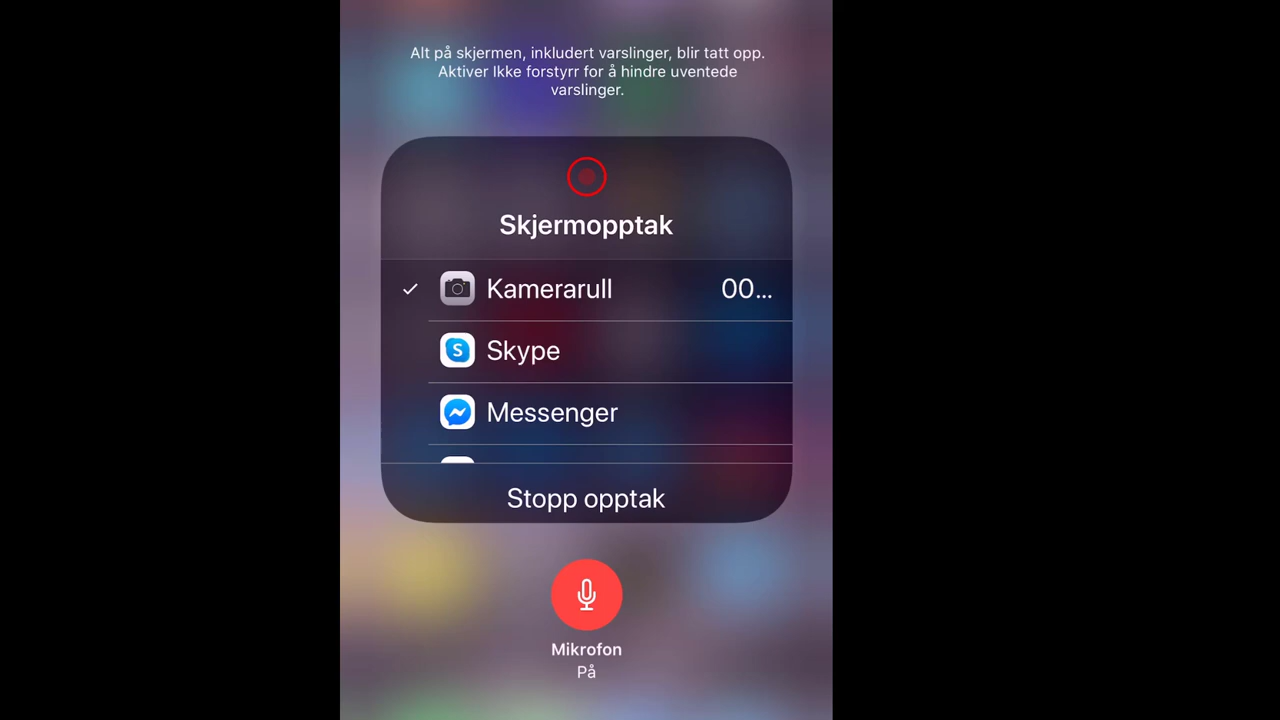 Alt på skjermen, inkludert varslinger, blir tatt opp.
Aktiver Ikke forstyrr for å hindre uventede
varslinger.
Skjermopptak
Kamerarull 00...
Skype
Messenger
Stopp opptak
Mikrofon
På